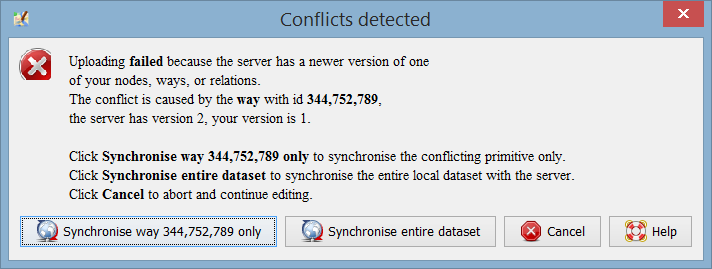 Conflicts detected
Uploading failed because the server has a newer version of one
of your nodes, ways, or relations.
The conflict is caused by the way with id 344,752,789,
the server has version 2, your version is 1.
Click Synchronise way 344,752,789 only to synchronise the conflicting primitive only.
Click Synchronise entire dataset to synchronise the entire local dataset with the server.
Click Cancel to abort and continue editing.
Synchronise way 344,752,789 only Synchronise entire dataset Cancel Help